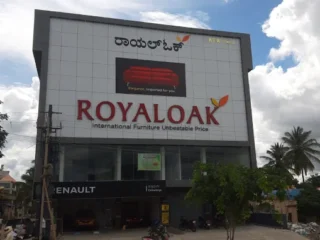 ರಾಯಲ್‌ಓಕ್
ROYALOAK
International Furniture Unbeatable Price
RENAULT